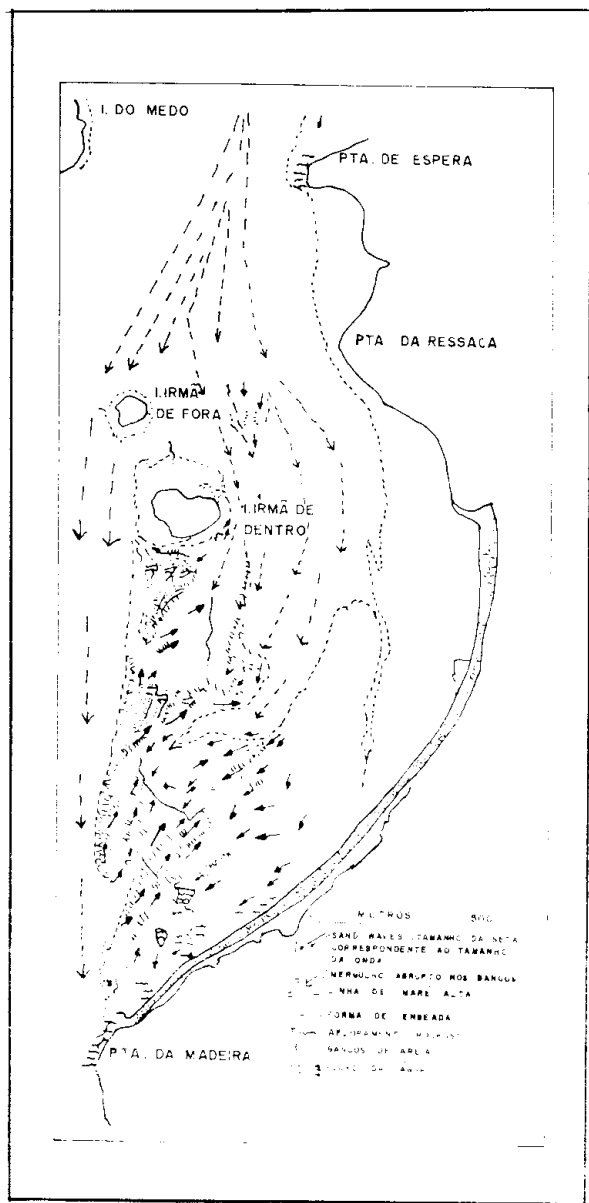 I. DO MEDO
PTA. DE ESPERA
PTA DA RESSACA
I.IRMÃ
DE FORA
I.IRMÃ DE
DENTRO
METROS
SAND WAVES (TAMANHO DA SETA
CORRESPONDENTE AO TAMANHO
DA ONDA
MERGULHO ABRUPTO NOS BANCOS
LINHA DE MARÉ ALTA
FORMA DE ENSEADA
AFLORAMENTO
BANCOS DE AREIA
PTA. DA MADEIRA